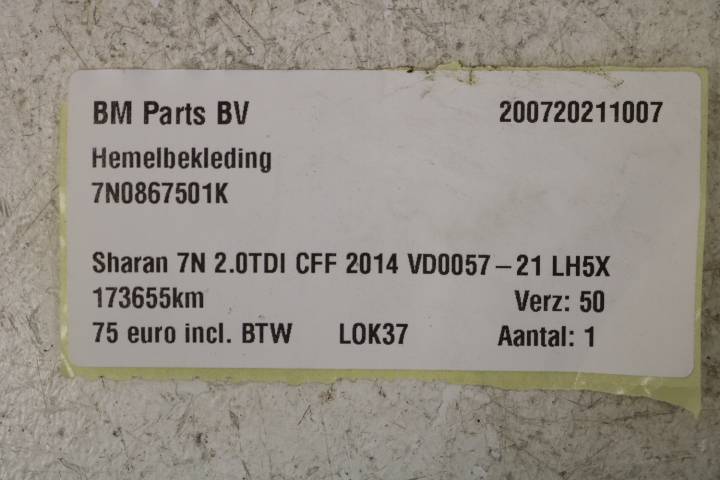 BM Parts BV 200720211007
Hemelbekleding
7N0867501K
Sharan 7N 2.0TDI CFF 2014 VD0057-21 LH5X
173655km Verz: 50
75 euro incl. BTW LOK37 Aantal: 1